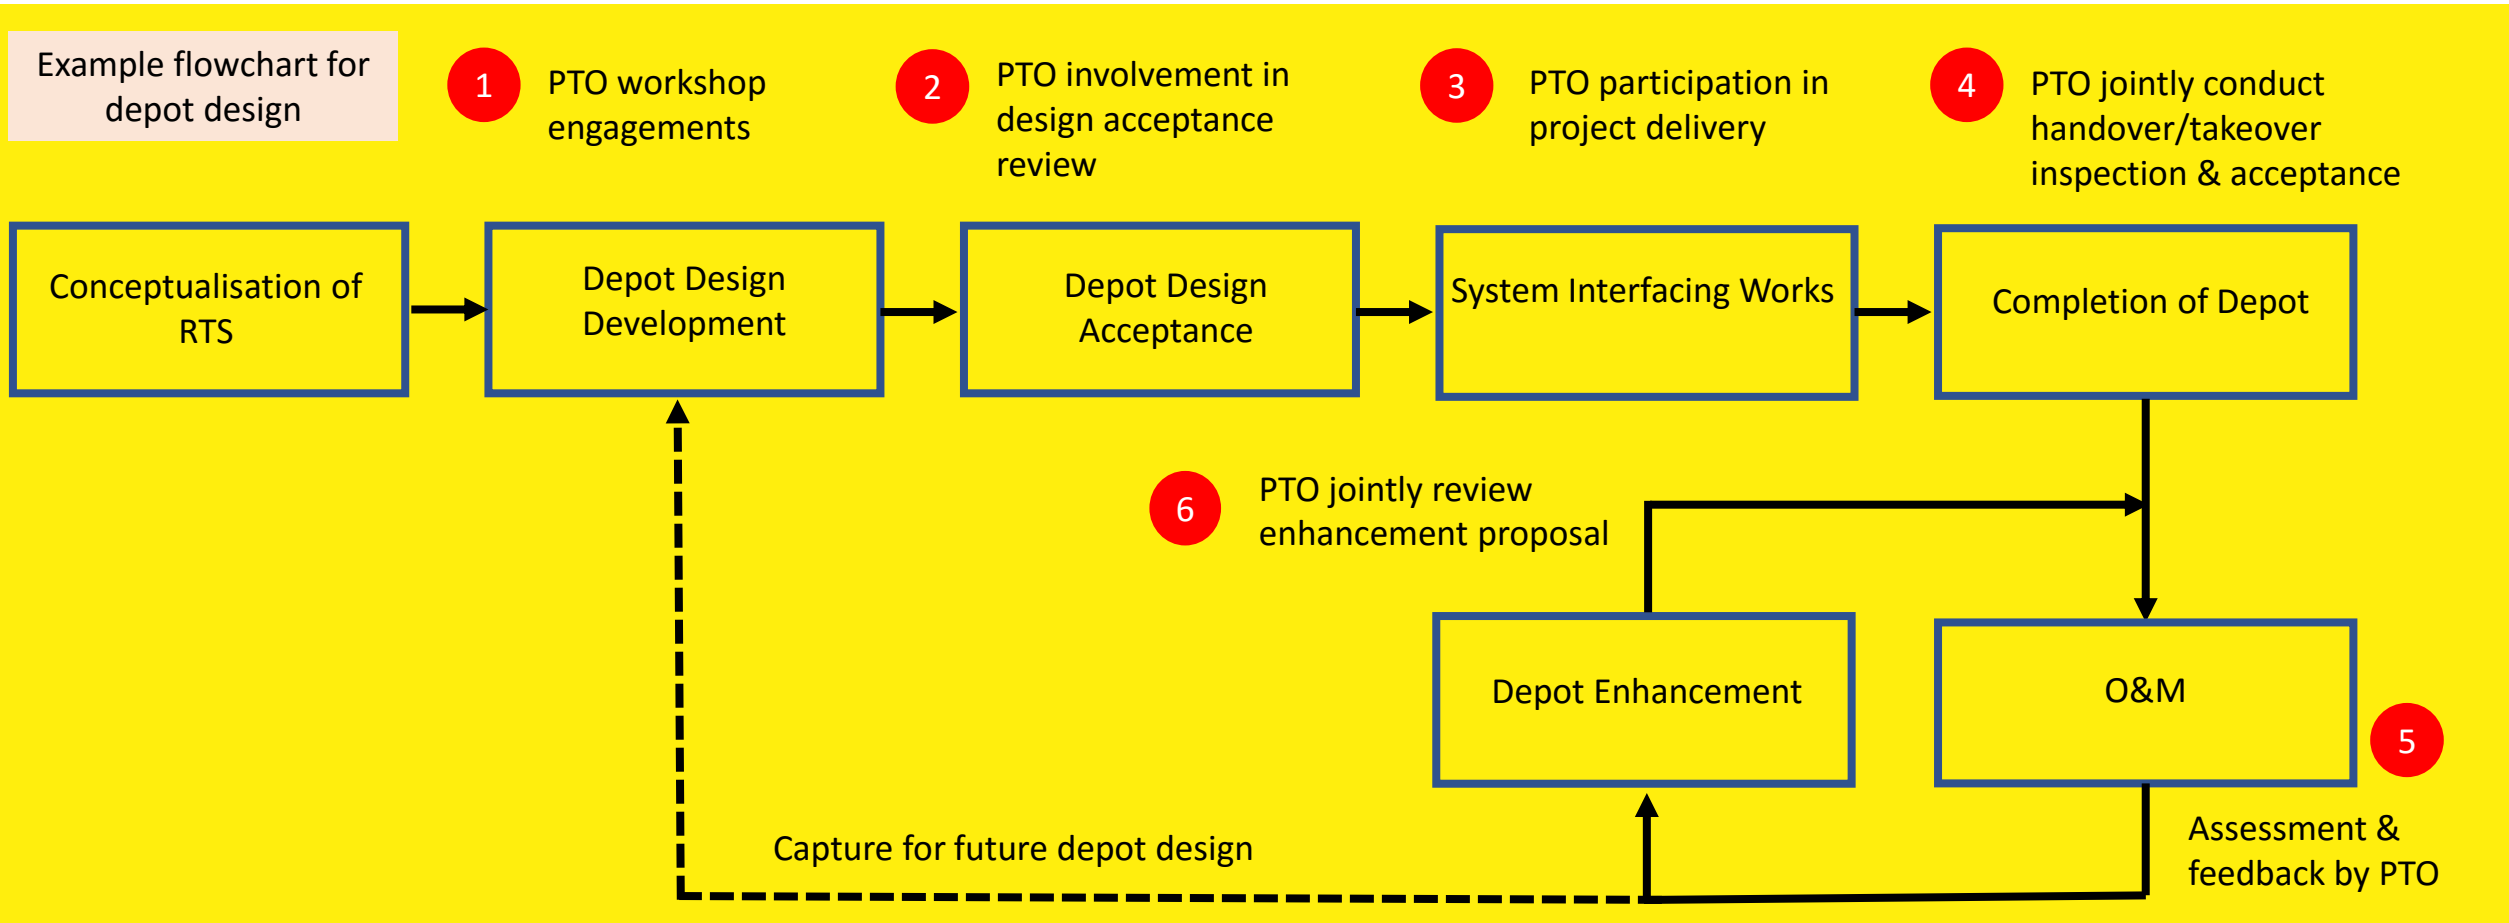 Example flowchart for
depot design
1
PTO workshop
engagements
2
PTO involvement in
design acceptance
review
3
PTO participation in
project delivery
4
PTO jointly conduct
handover/takeover
inspection & acceptance
Conceptualisation of
RTS
Depot Design
Development
Depot Design
Acceptance
System Interfacing Works
Completion of Depot
6
PTO jointly review
enhancement proposal
Depot Enhancement
O&M
5
Assessment &
feedback by PTO
Capture for future depot design